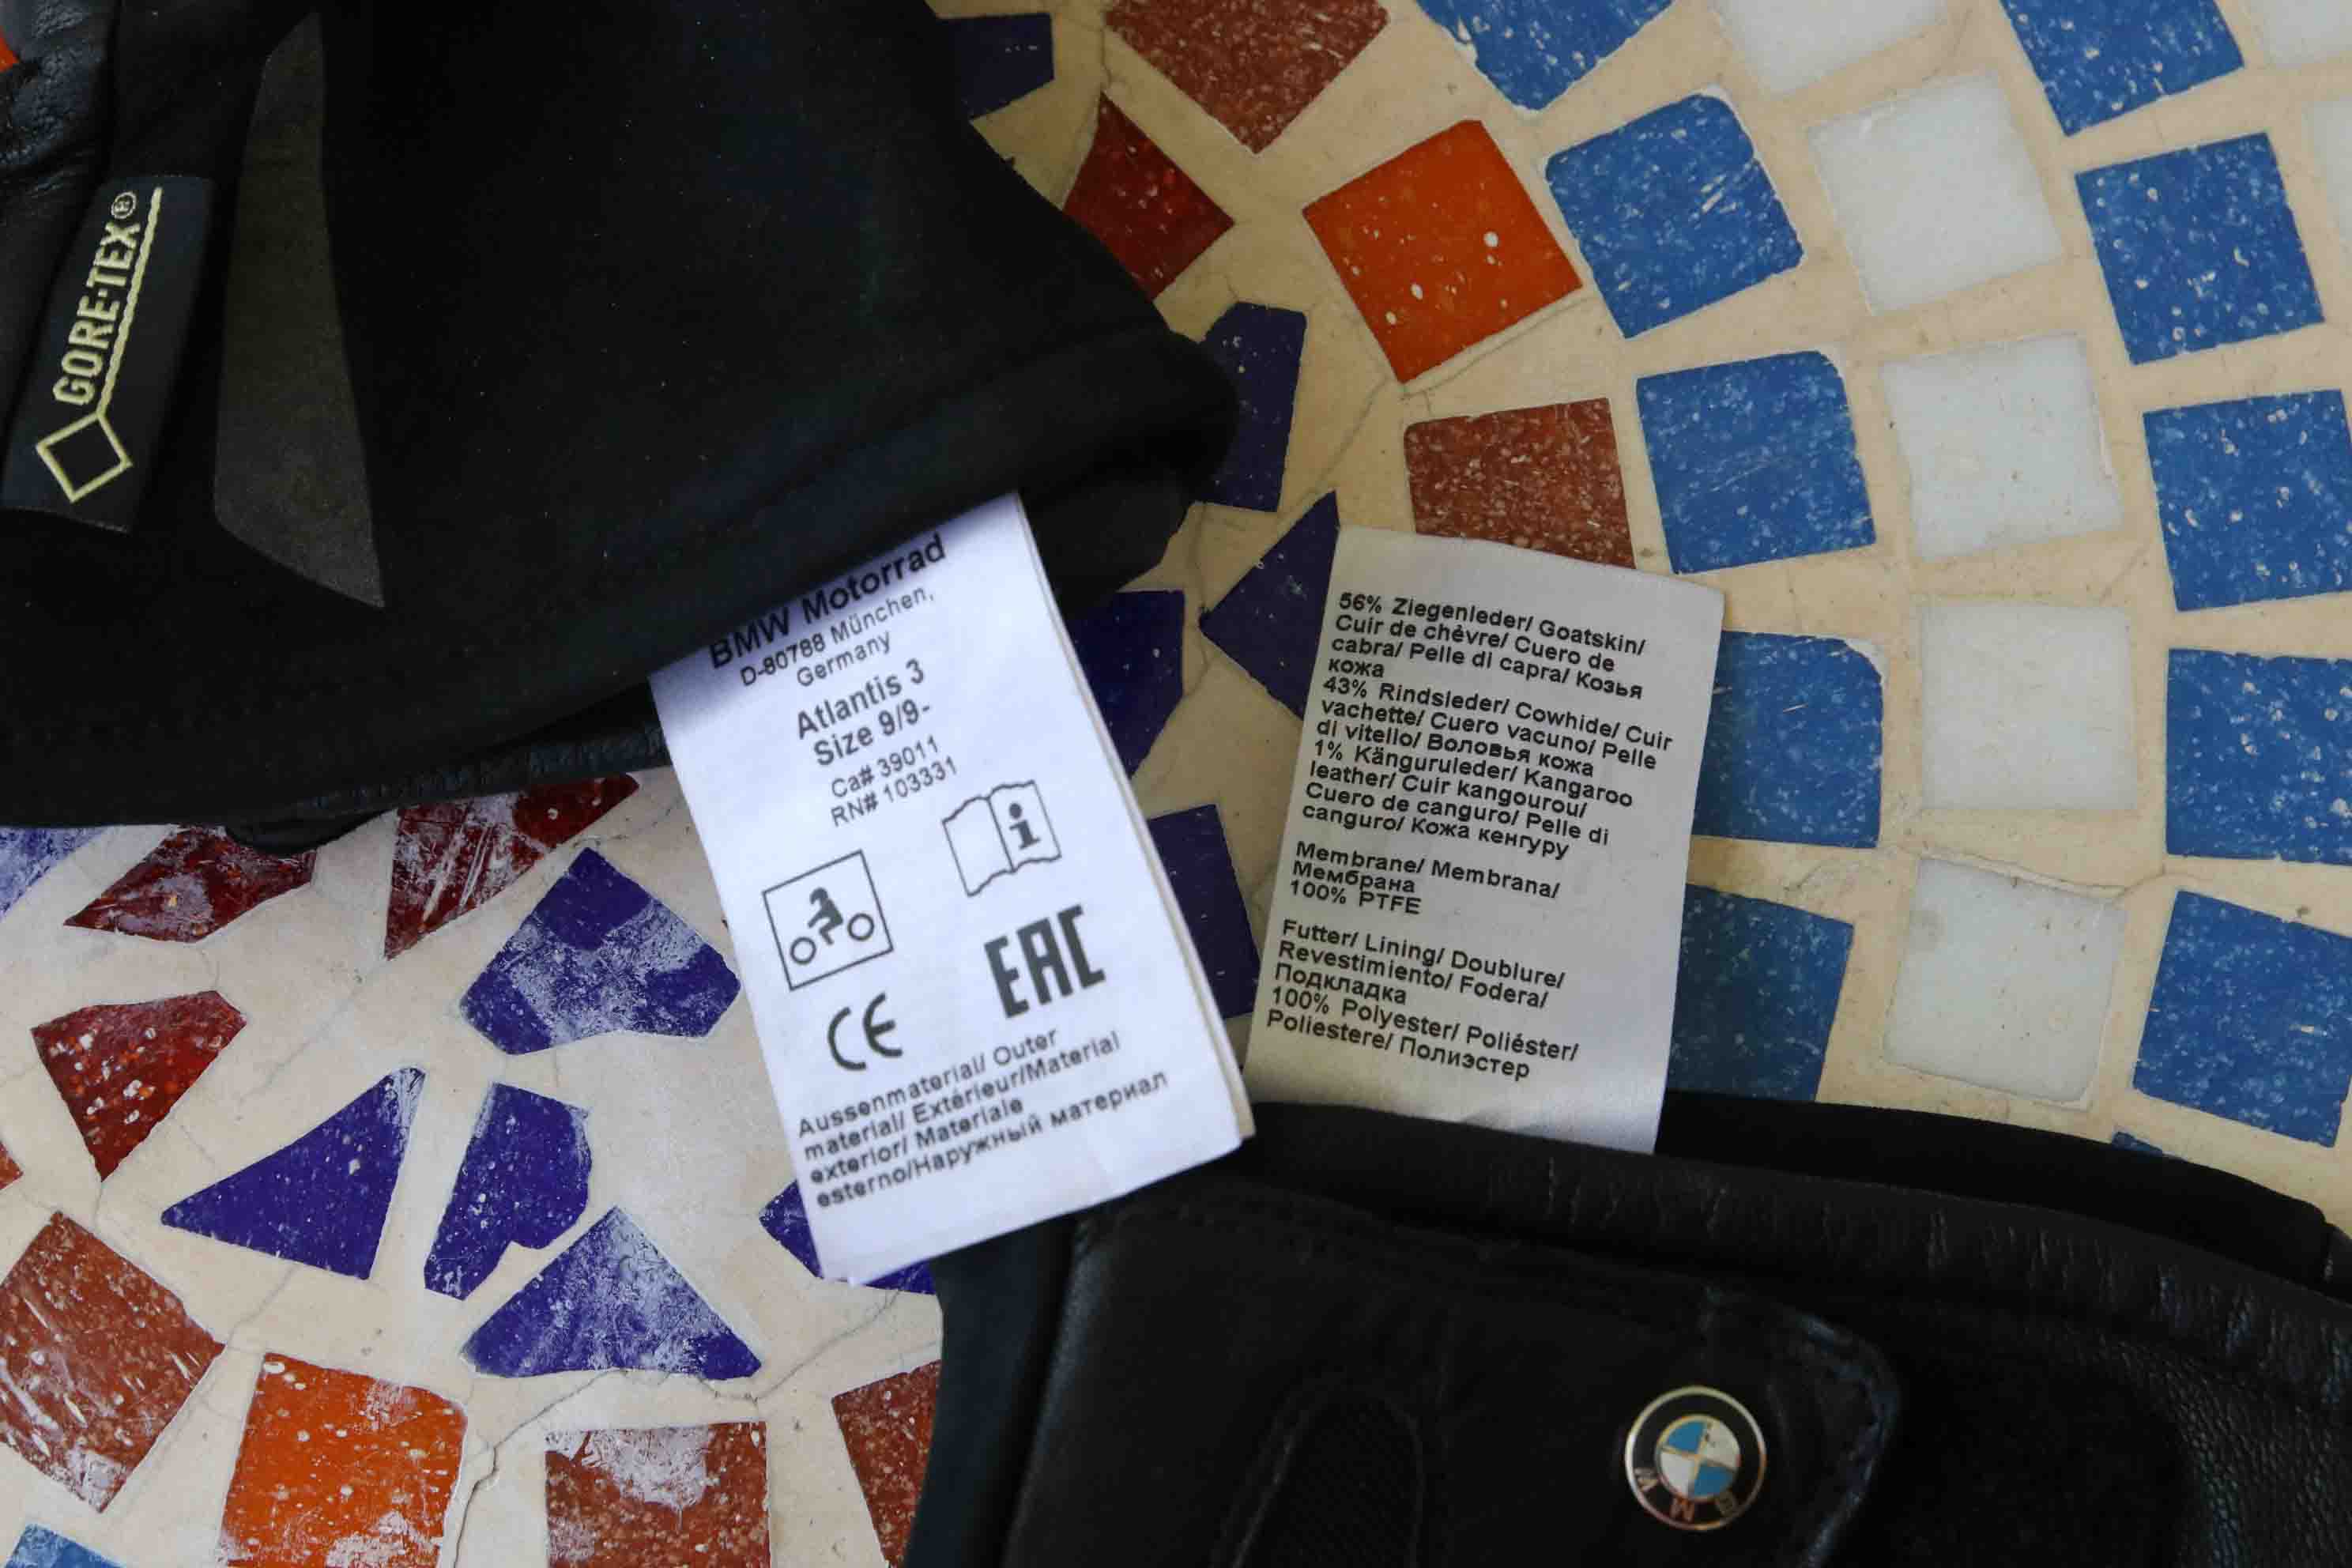 GORE-TEX®
BMW Motorrad
D-80788 München,
Germany
Atlantis 3
Size 9/9-
Ca# 39011
RN# 103331
i
EAC
CE
Aussenmaterial/ Outer
material/ Extérieur/Material
exterior/ Materiale
esterno/Наружный материал
56% Ziegenleder/ Goatskin/
Cuir de chèvre/ Cuero de
cabra/ Pelle di capra/ Козья
кожа
43% Rindsleder/ Cowhide/ Cuir
vachette/ Cuero vacuno/ Pelle
di vitello/ Воловья кожа
1% Känguruleder/ Kangaroo
leather/ Cuir kangourou/
Cuero de canguro/ Pelle di
canguro/ Кожа кенгуру
Membrane/ Membrana/
Мембрана
100% PTFE
Futter/ Lining/ Doublure/
Revestimiento/ Fodera/
Подкладка
100% Polyester/ Poliéster/
Poliestere/ Полиэстер
BMW